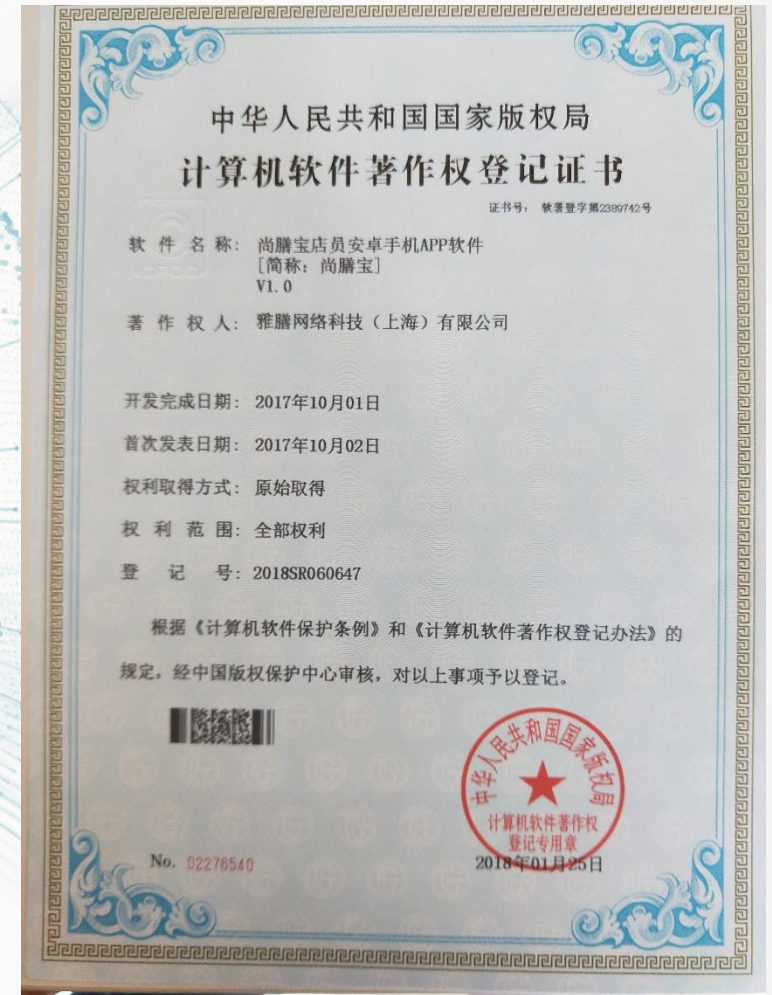 中华人民共和国国家版权局
计算机软件著作权登记证书
证书号： 软著登字第2389742号
软件名称： 尚膳宝店员安卓手机APP软件
[简称：尚膳宝]
V1.0
著作权人： 雅膳网络科技（上海）有限公司
开发完成日期： 2017年10月01日
首次发表日期： 2017年10月02日
权利取得方式： 原始取得
权利范围： 全部权利
登记号： 2018SR060647
根据《计算机软件保护条例》和《计算机软件著作权登记办法》的
规定，经中国版权保护中心审核，对以上事项予以登记。
中华人民共和国国家版权局
计算机软件著作权
登记专用章
No. 02276540
2018年01月25日